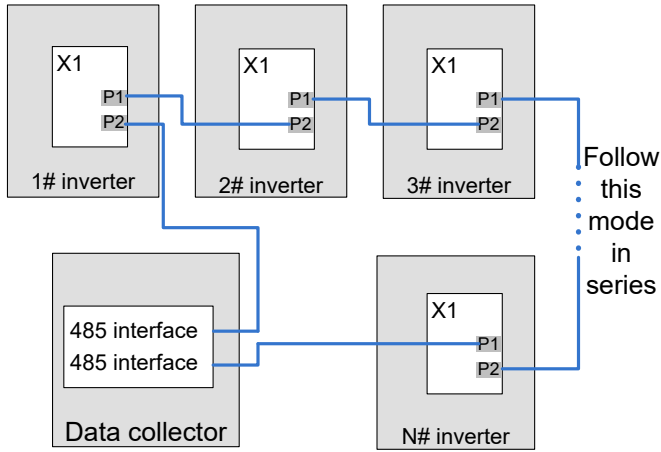 X1
P1
P2
1# inverter
X1
P1
P2
2# inverter
X1
P1
P2
3# inverter
Follow
this
mode
in
series
485 interface
485 interface
Data collector
X1
P1
P2
N# inverter